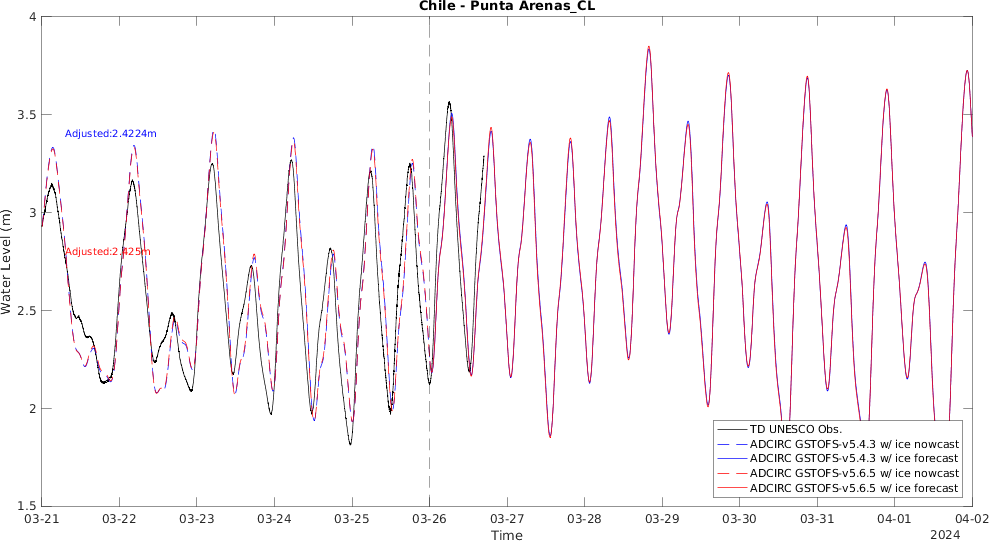 Chile - Punta Arenas_CL
4
3.5
3
2.5
2
1.5
Water Level (m)
Adjusted:2.4224m
Adjusted:2.425m
TD UNESCO Obs.
ADCIRC GSTOFS-v5.4.3 w/ ice nowcast
ADCIRC GSTOFS-v5.4.3 w/ ice forecast
ADCIRC GSTOFS-v5.6.5 w/ ice nowcast
ADCIRC GSTOFS-v5.6.5 w/ ice forecast
03-21 03-22 03-23 03-24 03-25 03-26 03-27 03-28 03-29 03-30 03-31 04-01 04-02
Time
2024